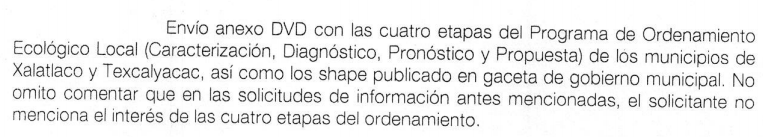 Envío anexo DVD con las cuatro etapas del Programa de Ordenamiento
Ecológico Local (Caracterización, Diagnóstico, Pronóstico y Propuesta) de los municipios de
Xalatlaco y Texcalyacac, así como los shape publicado en gaceta de gobierno municipal. No
omito comentar que en las solicitudes de información antes mencionadas, el solicitante no
menciona el interés de las cuatro etapas del ordenamiento.